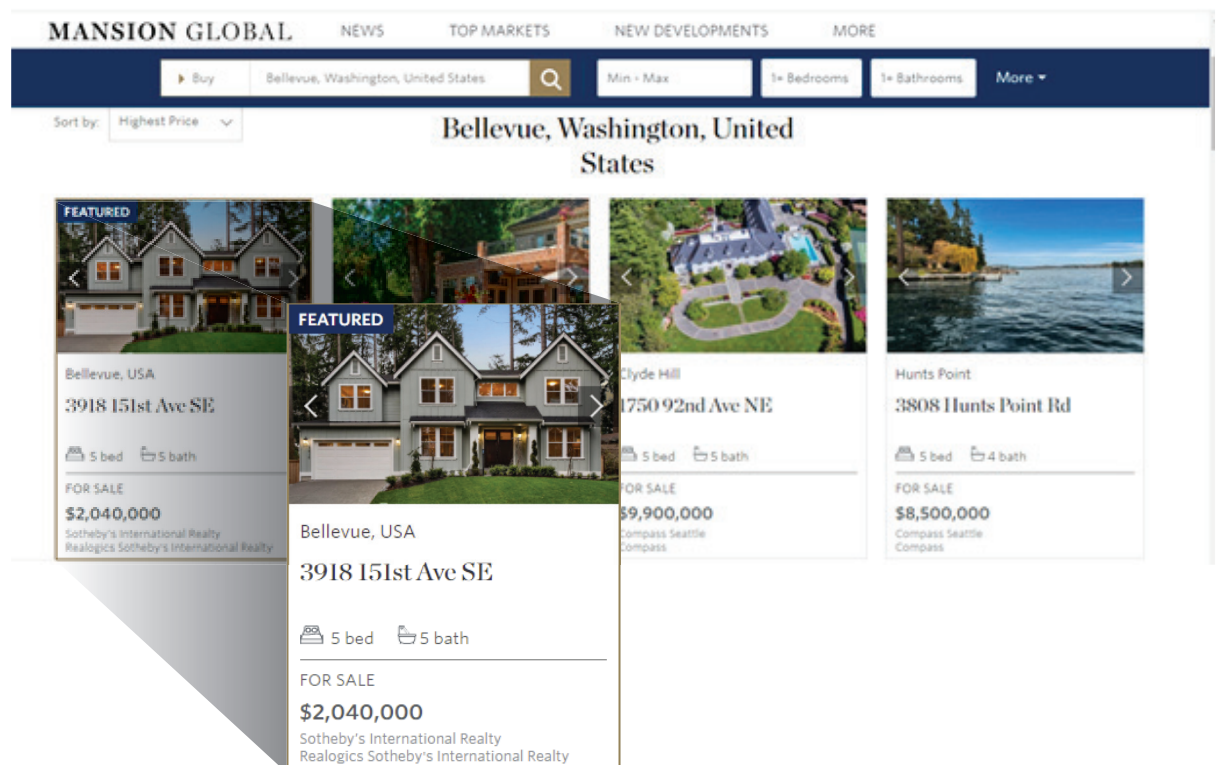 MANSION GLOBAL NEWS TOP MARKETS NEW DEVELOPMENTS MORE
Buy Bellevue, Washington, United States Min - Max 1+ Bedrooms 1+ Bathrooms More
Sort by: Highest Price
Bellevue, Washington, United
States
FEATURED
Bellevue, USA
3918 151st Ave SE
5 bed 5 bath
FOR SALE
$2,040,000
Sotheby's International Realty
Realogics Sotheby's International Realty
FEATURED
Bellevue, USA
3918 151st Ave SE
5 bed 5 bath
FOR SALE
$2,040,000
Sotheby's International Realty
Realogics Sotheby's International Realty
Clyde Hill
1750 92nd Ave NE
5 bed 5 bath
FOR SALE
$9,900,000
Compass Seattle
Compass
Hunts Point
3808 Hunts Point Rd
5 bed 4 bath
FOR SALE
$8,500,000
Compass Seattle
Compass